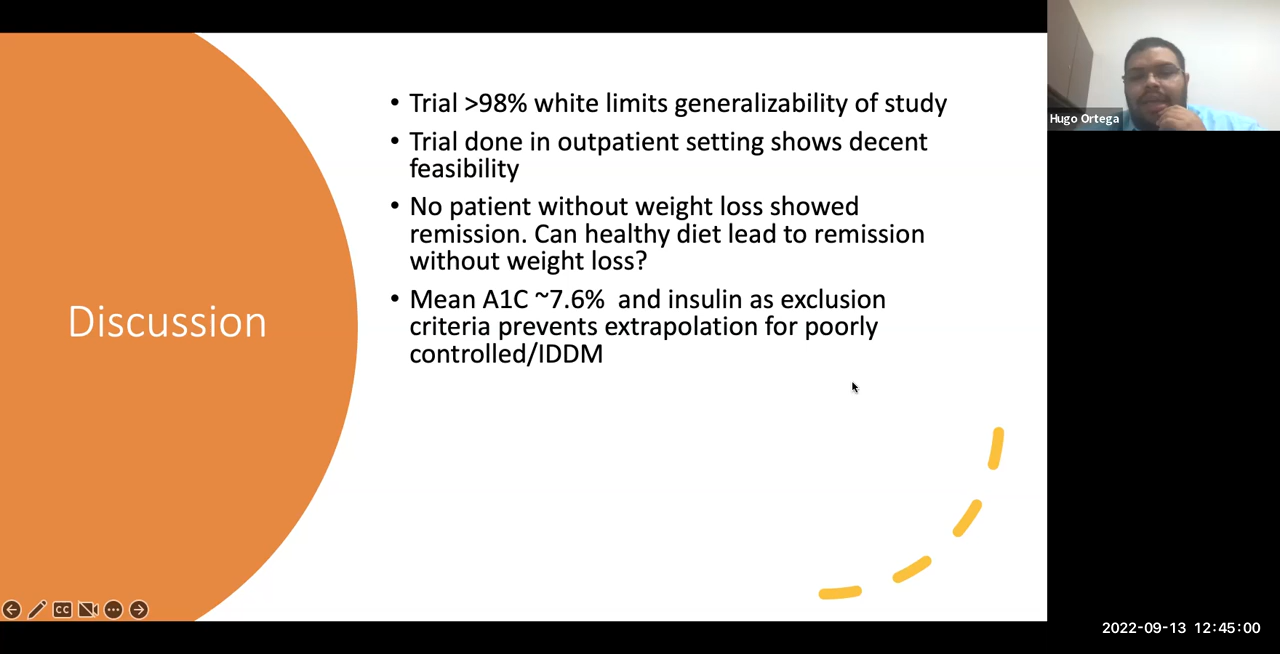 Discussion
• Trial >98% white limits generalizability of study
• Trial done in outpatient setting shows decent
feasibility
• No patient without weight loss showed
remission. Can healthy diet lead to remission
without weight loss?
• Mean A1C ~7.6%  and insulin as exclusion
criteria prevents extrapolation for poorly
controlled/IDDM
Hugo Ortega
CC
2022-09-13 12:45:00